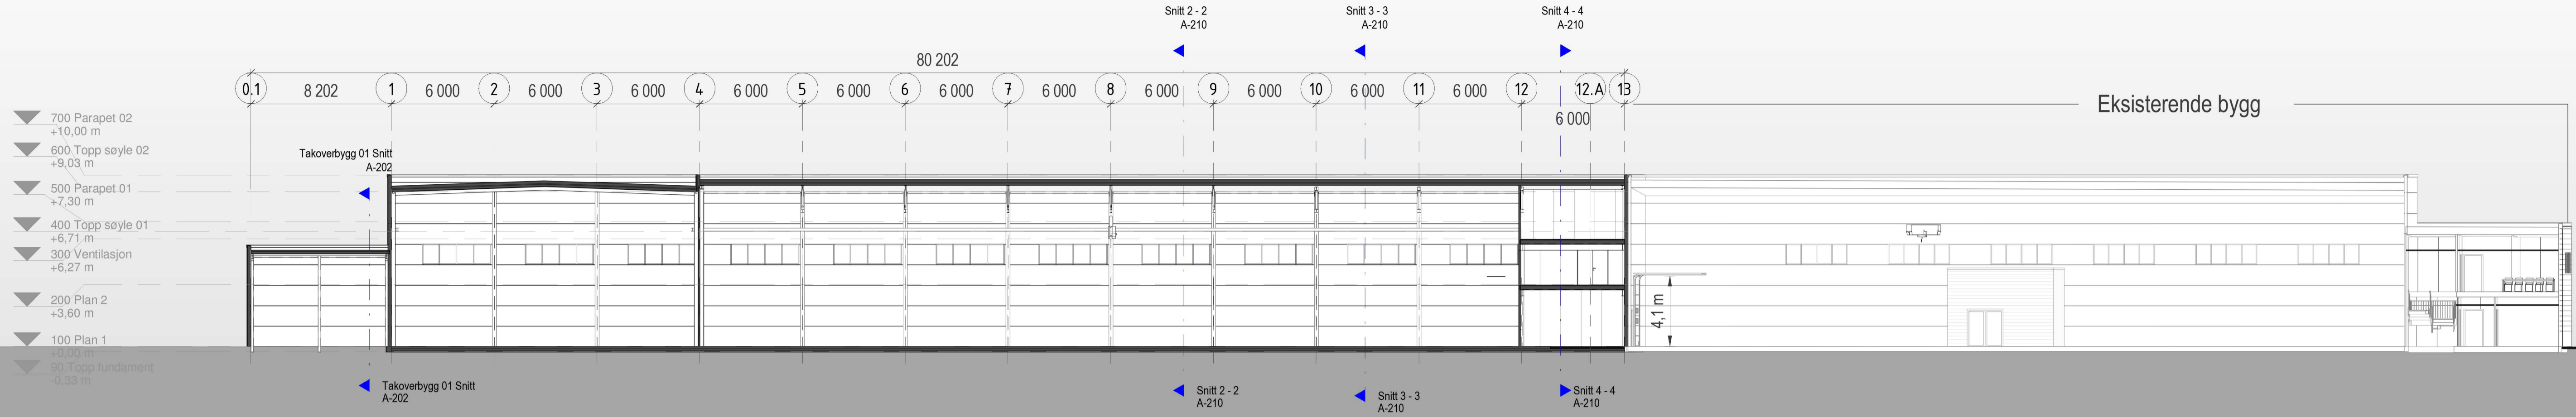 Snitt 2 - 2
A-210
Snitt 3 - 3
A-210
Snitt 4 - 4
A-210
80 202
0.1 8 202 1 6 000 2 6 000 3 6 000 4 6 000 5 6 000 6 6 000 7 6 000 8 6 000 9 6 000 10 6 000 11 6 000 12 12.A 13
6 000
Eksisterende bygg
700 Parapet 02
+10,00 m
600 Topp søyle 02
+9,03 m
500 Parapet 01
+7,30 m
400 Topp søyle 01
+6,71 m
300 Ventilasjon
+6,27 m
200 Plan 2
+3,60 m
100 Plan 1
+0,00 m
90 Topp fundament
-0,33 m
Takoverbygg 01 Snitt
A-202
4,1 m
Takoverbygg 01 Snitt
A-202
Snitt 2 - 2
A-210
Snitt 3 - 3
A-210
Snitt 4 - 4
A-210